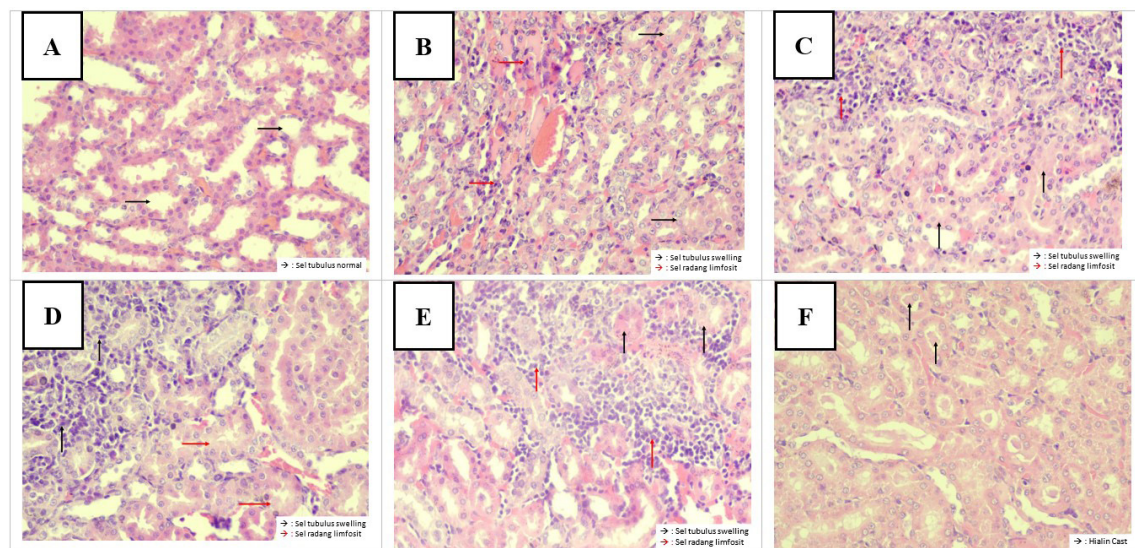 A
→ : Sel tubulus normal
B
→ : Sel tubulus swelling
→ : Sel radang limfosit
C
→ : Sel tubulus swelling
→ : Sel radang limfosit
D
→ : Sel tubulus swelling
→ : Sel radang limfosit
E
→ : Sel tubulus swelling
→ : Sel radang limfosit
F
→ : Hialin Cast